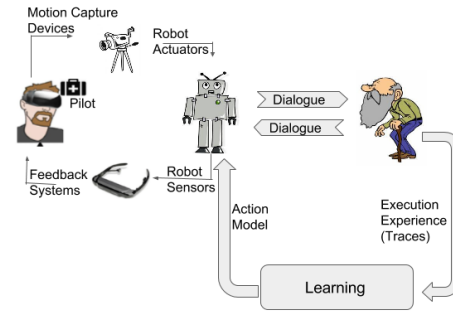 Motion Capture
Devices
Robot
Actuators
Pilot
Dialogue
Dialogue
Feedback
Systems
Robot
Sensors
Action
Model
Execution
Experience
(Traces)
Learning